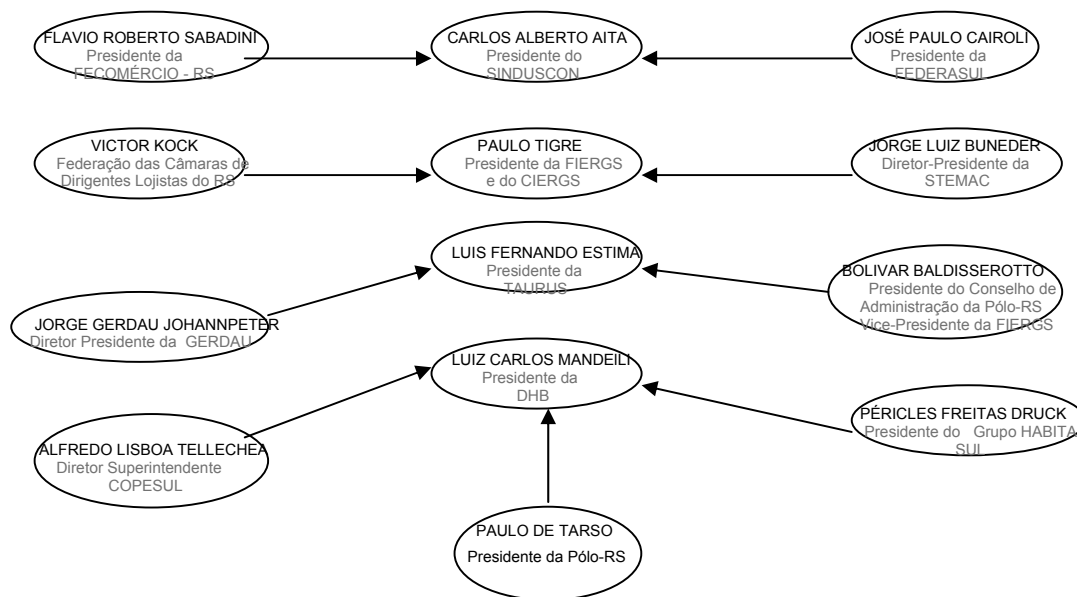 FLAVIO ROBERTO SABADINI
Presidente da
FECOMÉRCIO - RS
CARLOS ALBERTO AITA
Presidente do
SINDUSCON
JOSÉ PAULO CAIROLI
Presidente da
FEDERASUL
VICTOR KOCK
Federação das Câmaras de
Dirigentes Lojistas do RS
PAULO TIGRE
Presidente da FIERGS
e do CIERGS
JORGE LUIZ BUNEDER
Diretor-Presidente da
STEMAC
LUIS FERNANDO ESTIMA
Presidente da
TAURUS
BOLIVAR BALDISSEROTTO
Presidente do Conselho de
Administração da Pólo-RS
Vice-Presidente da FIERGS
JORGE GERDAU JOHANNPETER
Diretor Presidente da GERDAU
LUIZ CARLOS MANDEILI
Presidente da
DHB
PÉRICLES FREITAS DRUCK
Presidente do Grupo HABITA
SUL
ALFREDO LISBOA TELLECHEA
Diretor Superintendente
COPESUL
PAULO DE TARSO
Presidente da Pólo-RS